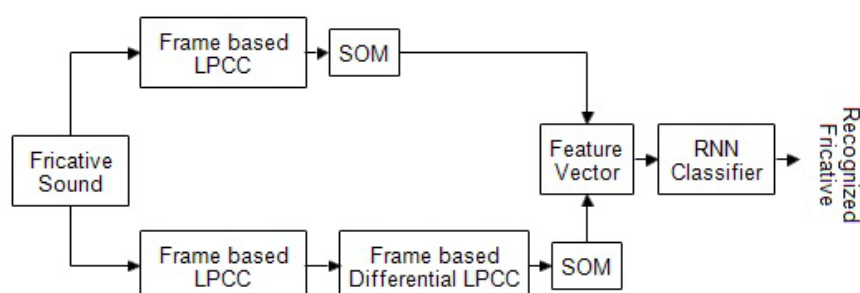 Frame based
LPCC
SOM
Fricative
Sound
Feature
Vector
RNN
Classifier
Recognized
Fricative
Frame based
LPCC
Frame based
Differential LPCC
SOM